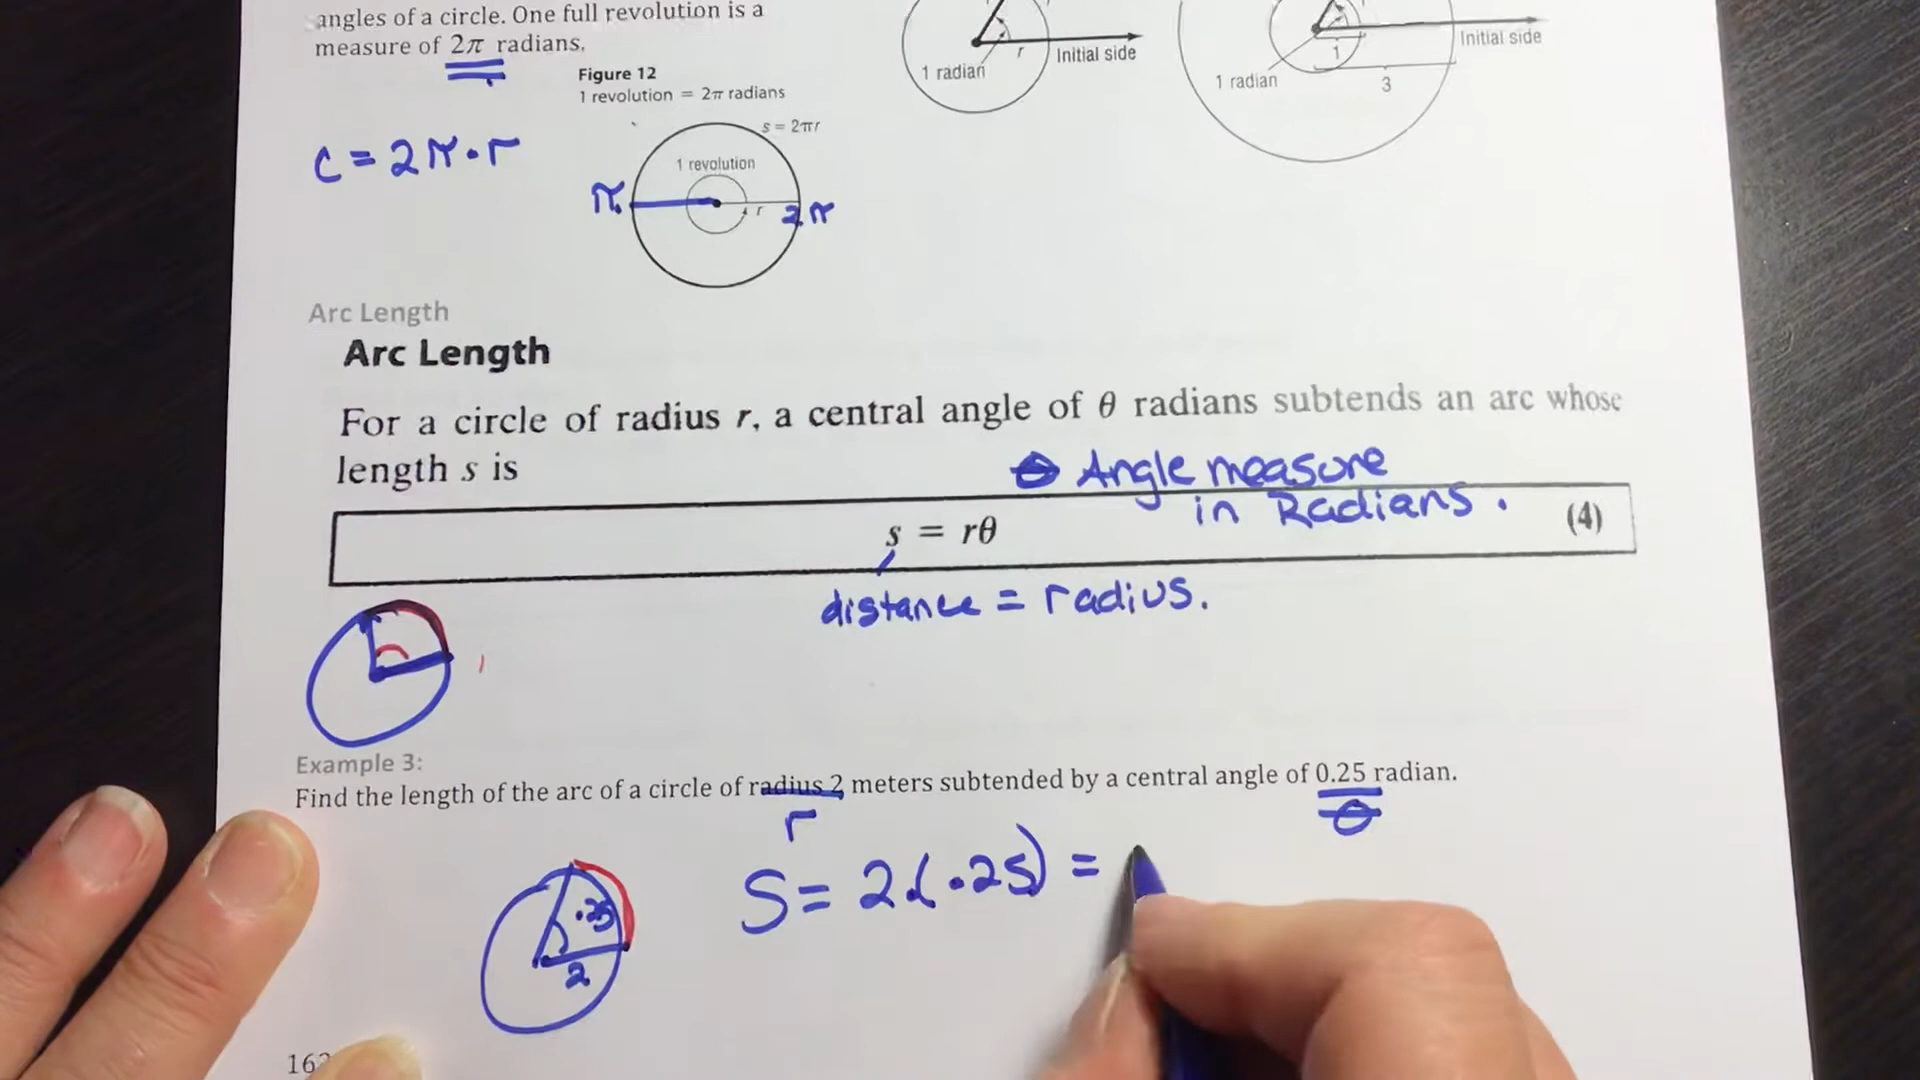 angles of a circle. One full revolution is a
measure of 2π radians.
Figure 12
1 revolution = 2π radians
s = 2πr
1 revolution
r
π
2π
C = 2π·r
1 radian
r
Initial side
1 radian
1
3
Initial side
Arc Length
Arc Length
For a circle of radius r, a central angle of θ radians subtends an arc whose
length s is
θ Angle measure
in Radians.
s = rθ
(4)
distance = radius.
Example 3:
Find the length of the arc of a circle of radius 2 meters subtended by a central angle of 0.25 radian.
r
θ
S = 2(.25) =
.25
2